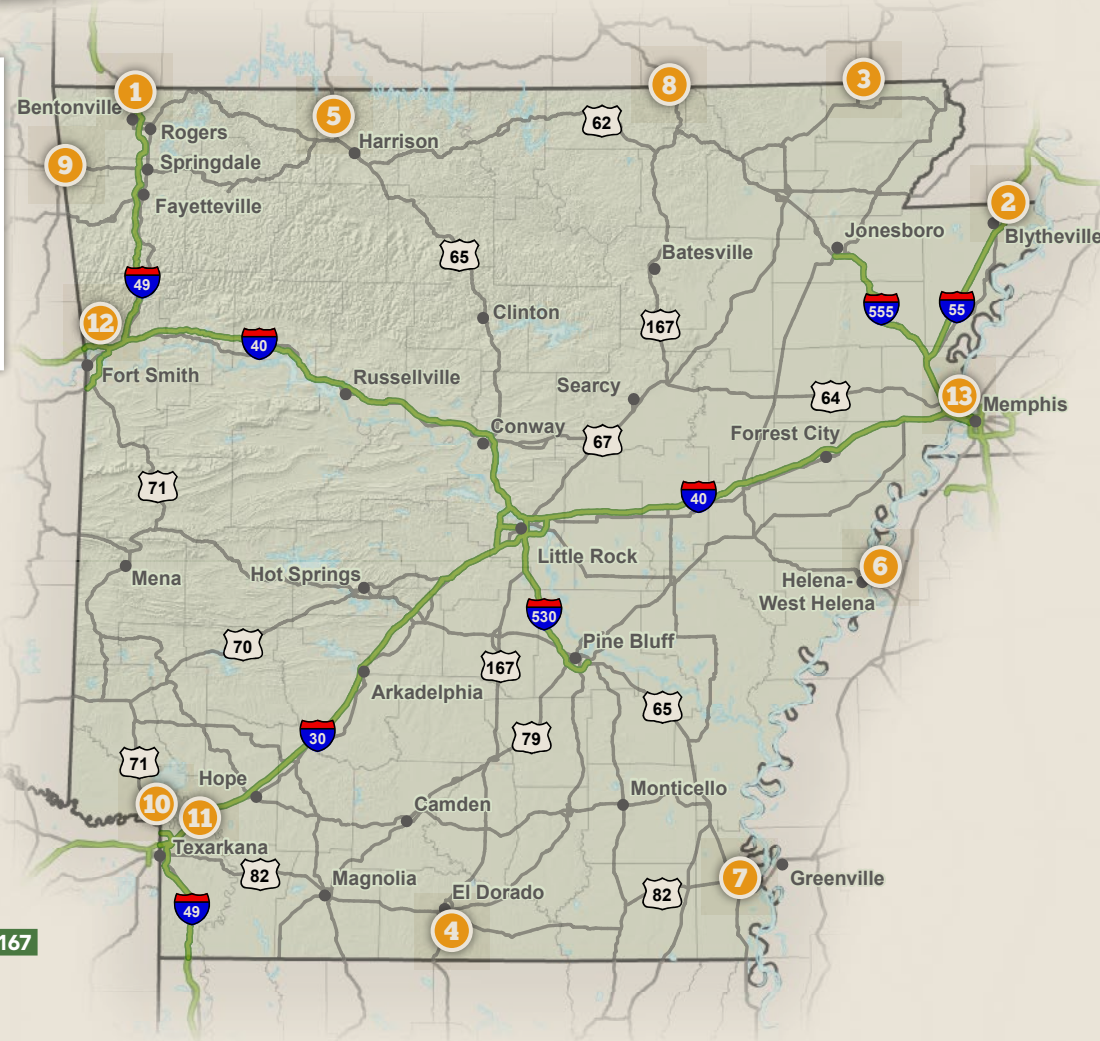 1
8
3
Bentonville
5
62
Rogers
Harrison
9
Springdale
2
Fayetteville
Jonesboro
Blytheville
65
Batesville
49
555
55
12
Clinton
167
40
Fort Smith
Russellville
Searcy
64
13
Memphis
Conway
67
Forrest City
71
40
Little Rock
6
Mena
Hot Springs
Helena-
West Helena
530
70
Pine Bluff
167
Arkadelphia
65
30
79
71
Hope
10
11
Camden
Monticello
Texarkana
82
Magnolia
El Dorado
82
7
Greenville
49
4
167